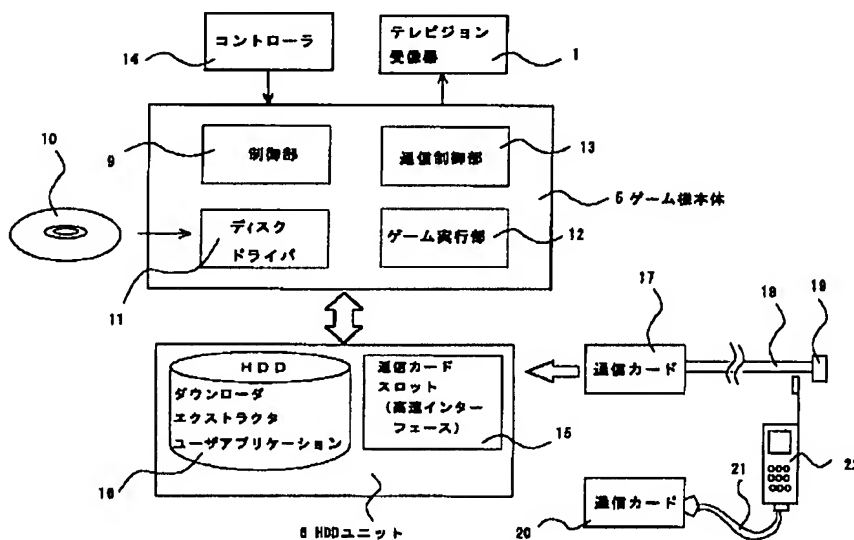 コントローラ
14
テレビジョン
受像器
1
10
9
制御部
通信制御部
13
5 ゲーム機本体
ディスク
ドライバ
11
ゲーム実行部
12
17
18
19
HDD
ダウンローダ
エクストラクタ
ユーザアプリケーション
16
通信カード
スロット
(高速インター
フェース)
15
通信カード
6 HDDユニット
通信カード
20
21
22